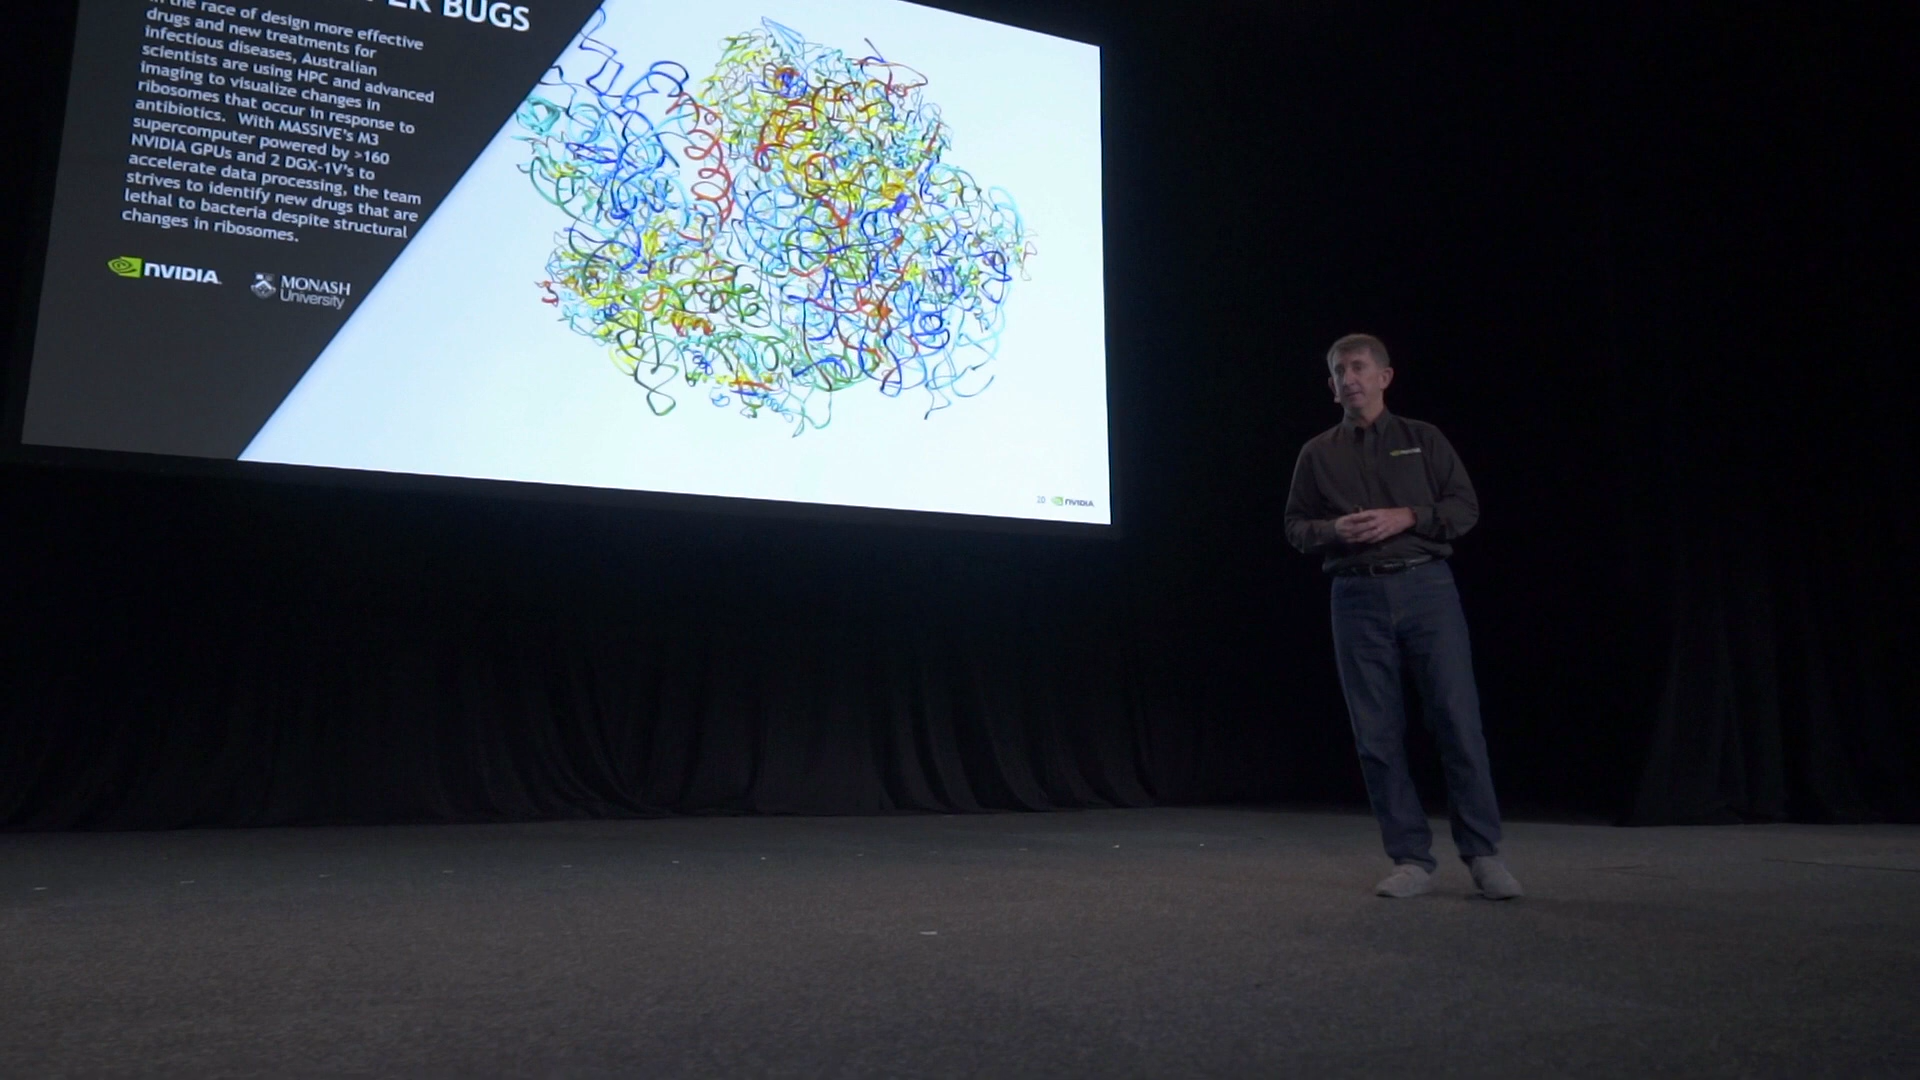 BUGS
the race of design more effective
drugs and new treatments for
infectious diseases, Australian
scientists are using HPC and advanced
imaging to visualize changes in
ribosomes that occur in response to
antibiotics. With MASSIVE's M3
supercomputer powered by >160
NVIDIA GPUs and 2 DGX-1V's to
accelerate data processing, the team
strives to identify new drugs that are
lethal to bacteria despite structural
changes in ribosomes.
NVIDIA.
MONASH
University
20 NVIDIA